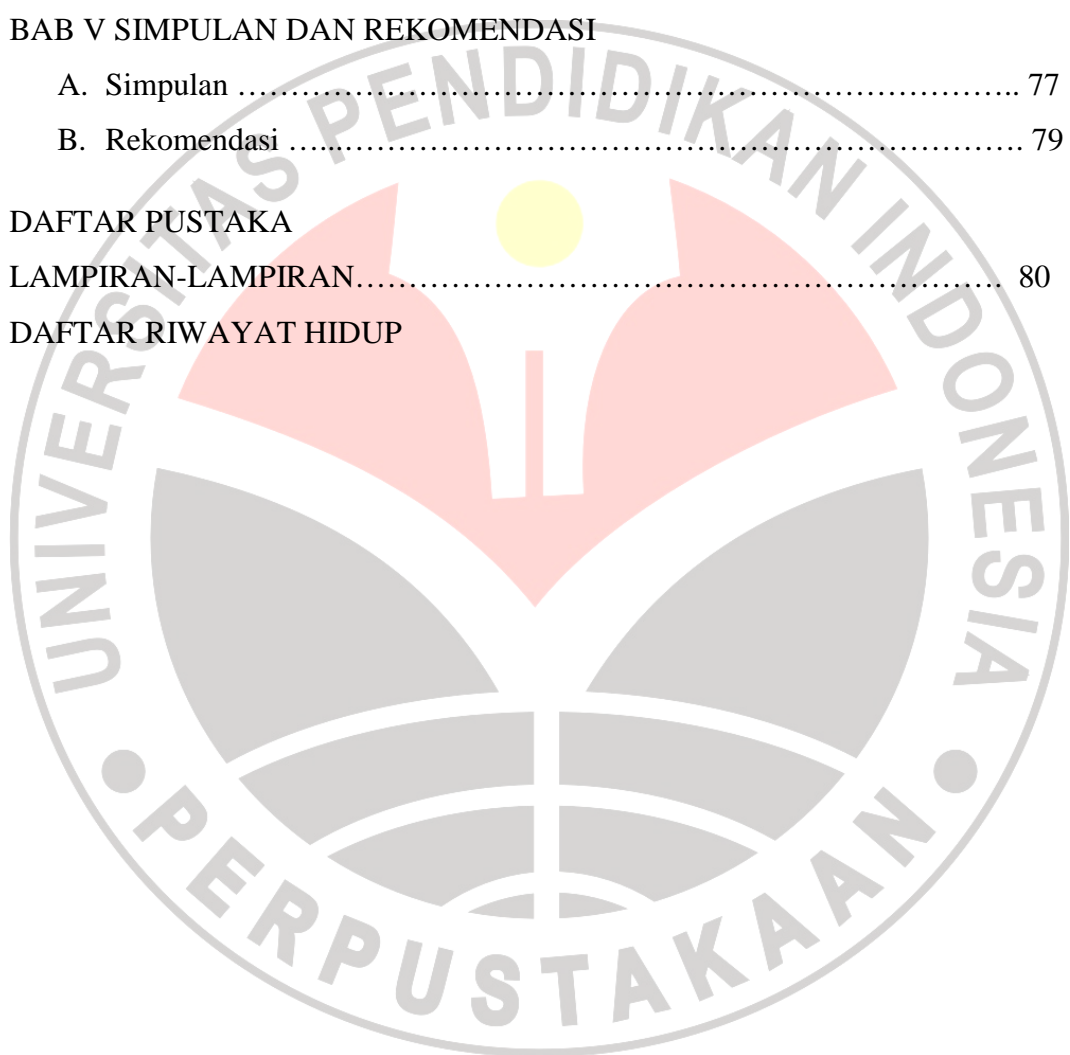 BAB V SIMPULAN DAN REKOMENDASI
A. Simpulan ……………………………………………………………….. 77
B. Rekomendasi ……………………………………………………………. 79
DAFTAR PUSTAKA
LAMPIRAN-LAMPIRAN……………………………………………………. 80
DAFTAR RIWAYAT HIDUP
UNIVERSITAS PENDIDIKAN INDONESIA
• PERPUSTAKAAN •